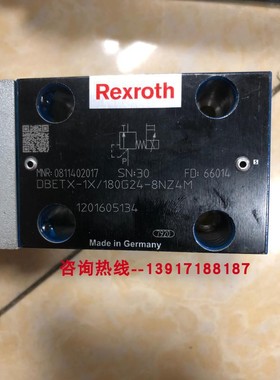 Rexroth
P
T
MNR: 0811402017 SN:30 FD: 66014
DBETX-1X/180G24-8NZ4M
1201605134
7920
Made in Germany
咨询热线--13917188187